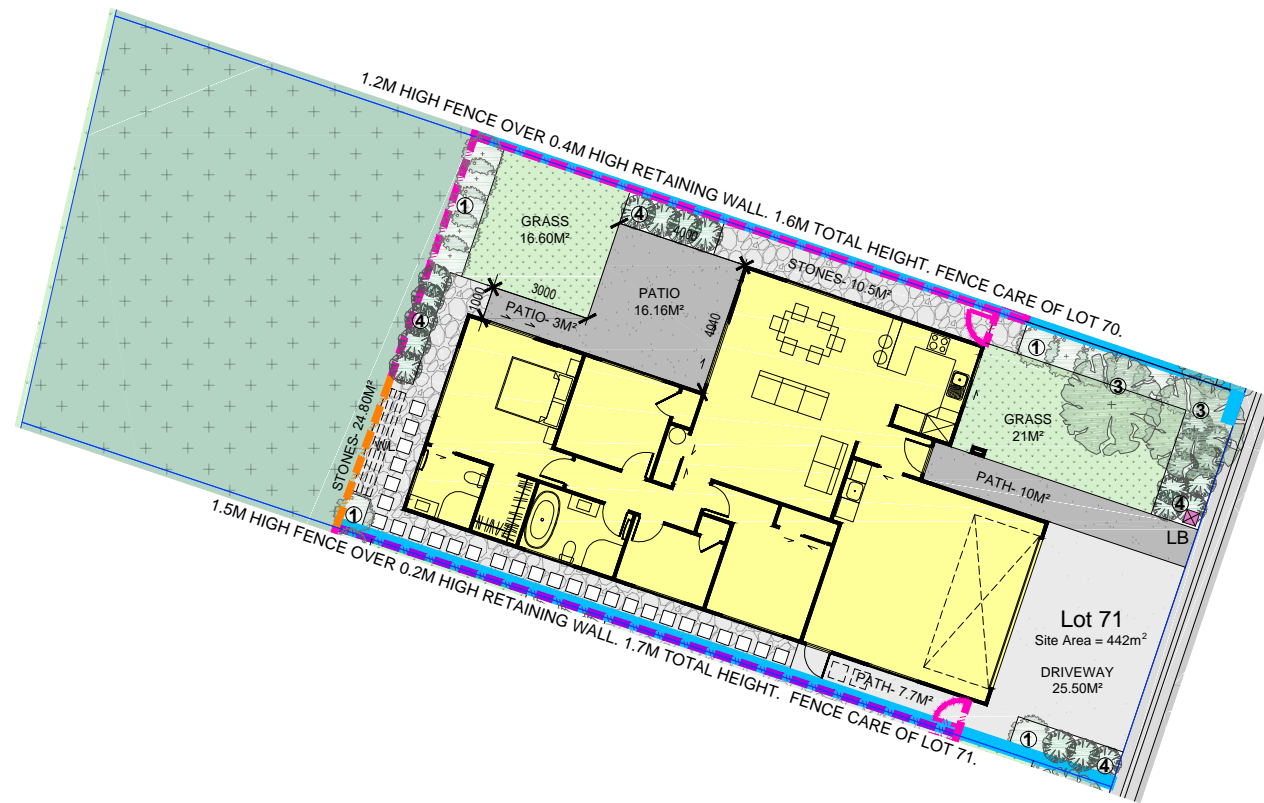 1.2M HIGH FENCE OVER 0.4M HIGH RETAINING WALL. 1.6M TOTAL HEIGHT. FENCE CARE OF LOT 70.
①
GRASS
16.60M²
④
4000
STONES- 10.5M²
3000
1000
PATIO- 3M²
PATIO
16.16M²
4040
④
①
③
③
GRASS
21M²
PATH- 10M²
④
LB
STONES- 24.80M²
①
1.5M HIGH FENCE OVER 0.2M HIGH RETAINING WALL. 1.7M TOTAL HEIGHT. FENCE CARE OF LOT 71.
Lot 71
Site Area = 442m²
DRIVEWAY
25.50M²
PATH- 7.7M²
①
④